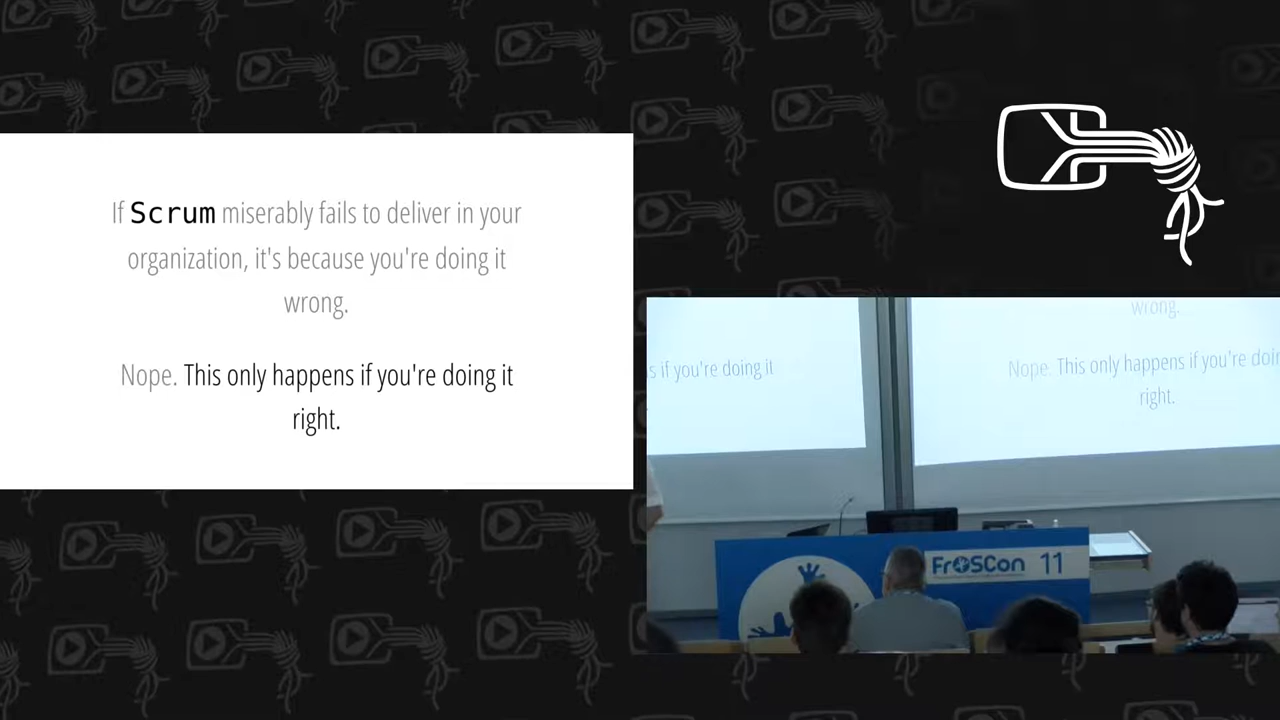 If Scrum miserably fails to deliver in your
organization, it's because you're doing it
wrong.
Nope. This only happens if you're doing it
right.
wrong.
s if you're doing it
Nope. This only happens if you're doin
right.
FrOSCon 11